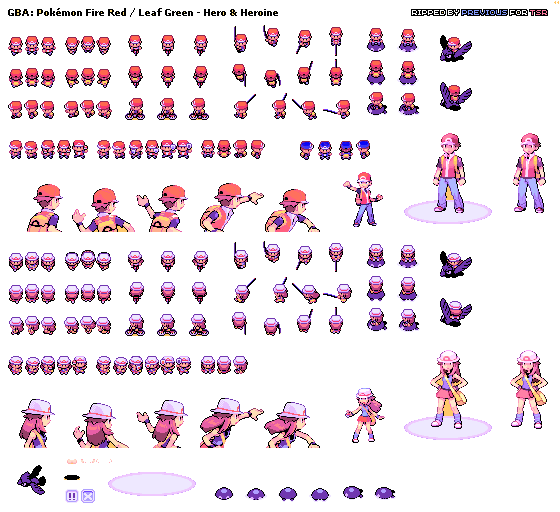 GBA: Pokémon Fire Red / Leaf Green - Hero & Heroine
RIPPED BY PREVIOUS FOR TSR